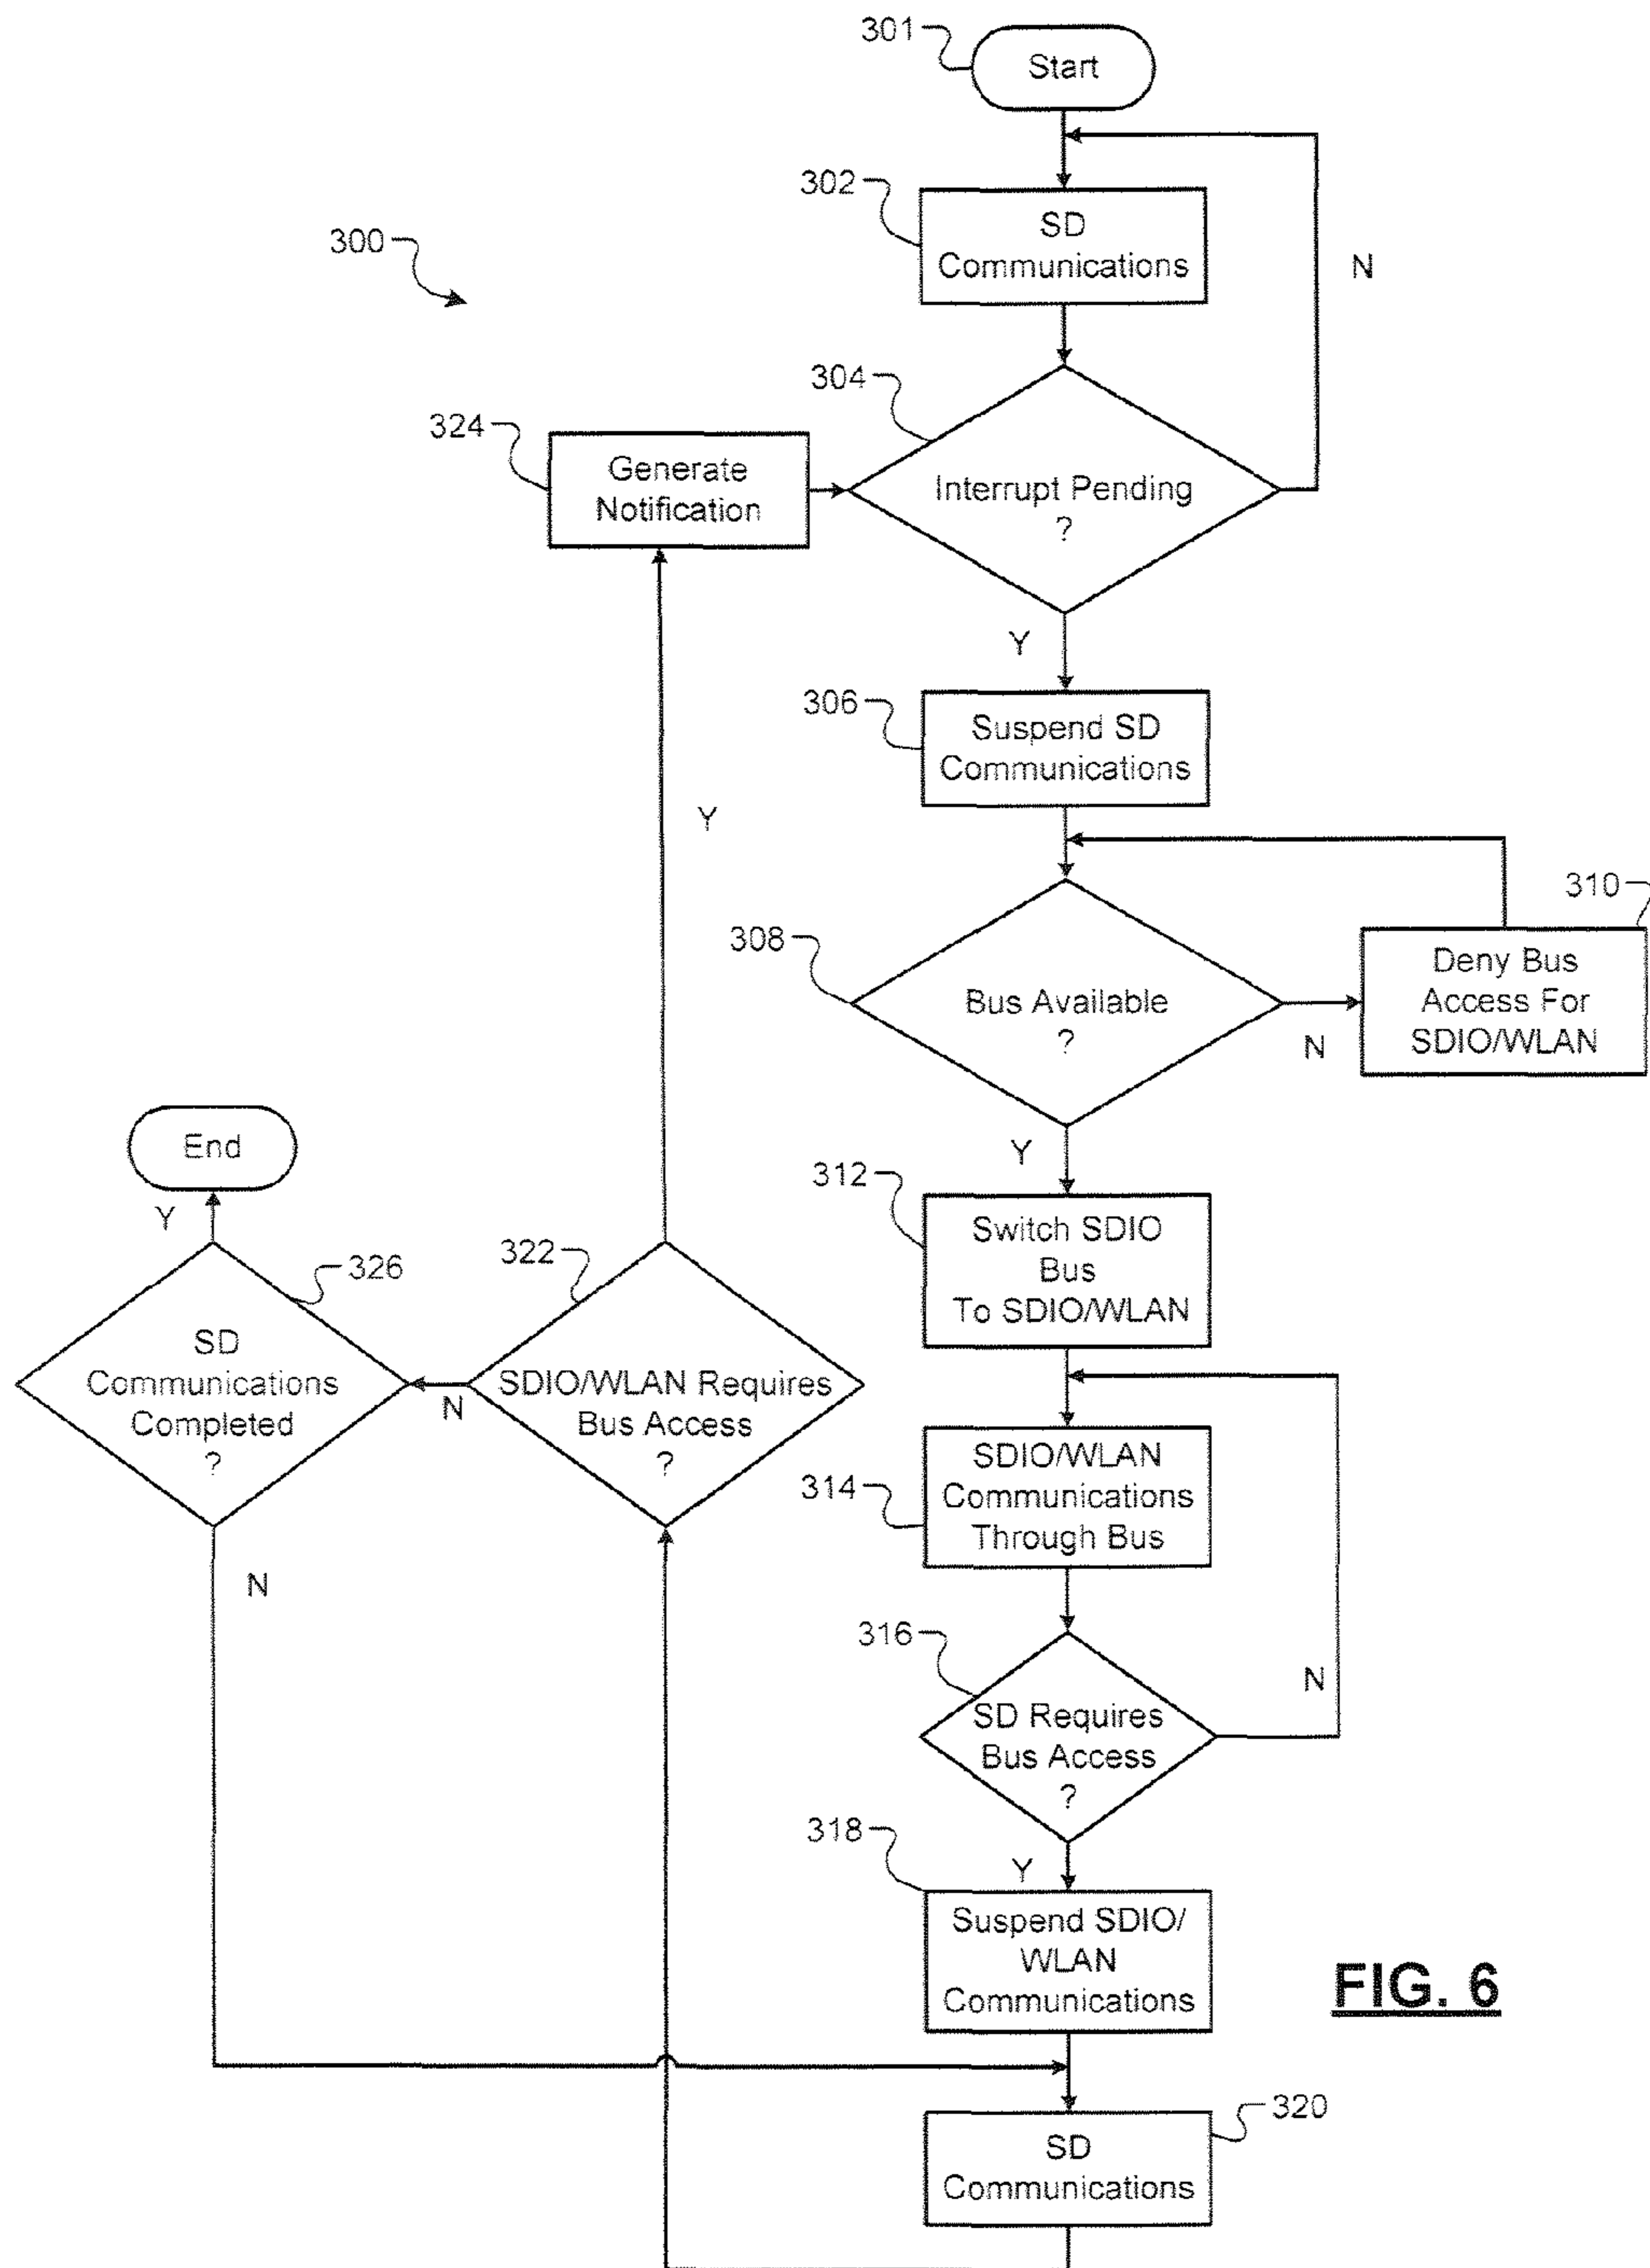 301
Start
302
SD
Communications
N
300
304
324
Generate
Notification
Interrupt Pending
?
Y
306
Suspend SD
Communications
Y
310
308
Bus Available
?
N
Deny Bus
Access For
SDIO/WLAN
Y
End
312
Switch SDIO
Bus
To SDIO/WLAN
Y
326
322
SD
Communications
Completed
?
N
SDIO/WLAN Requires
Bus Access
?
314
SDIO/WLAN
Communications
Through Bus
N
316
SD Requires
Bus Access
?
N
Y
318
Suspend SDIO/
WLAN
Communications
FIG. 6
320
SD
Communications